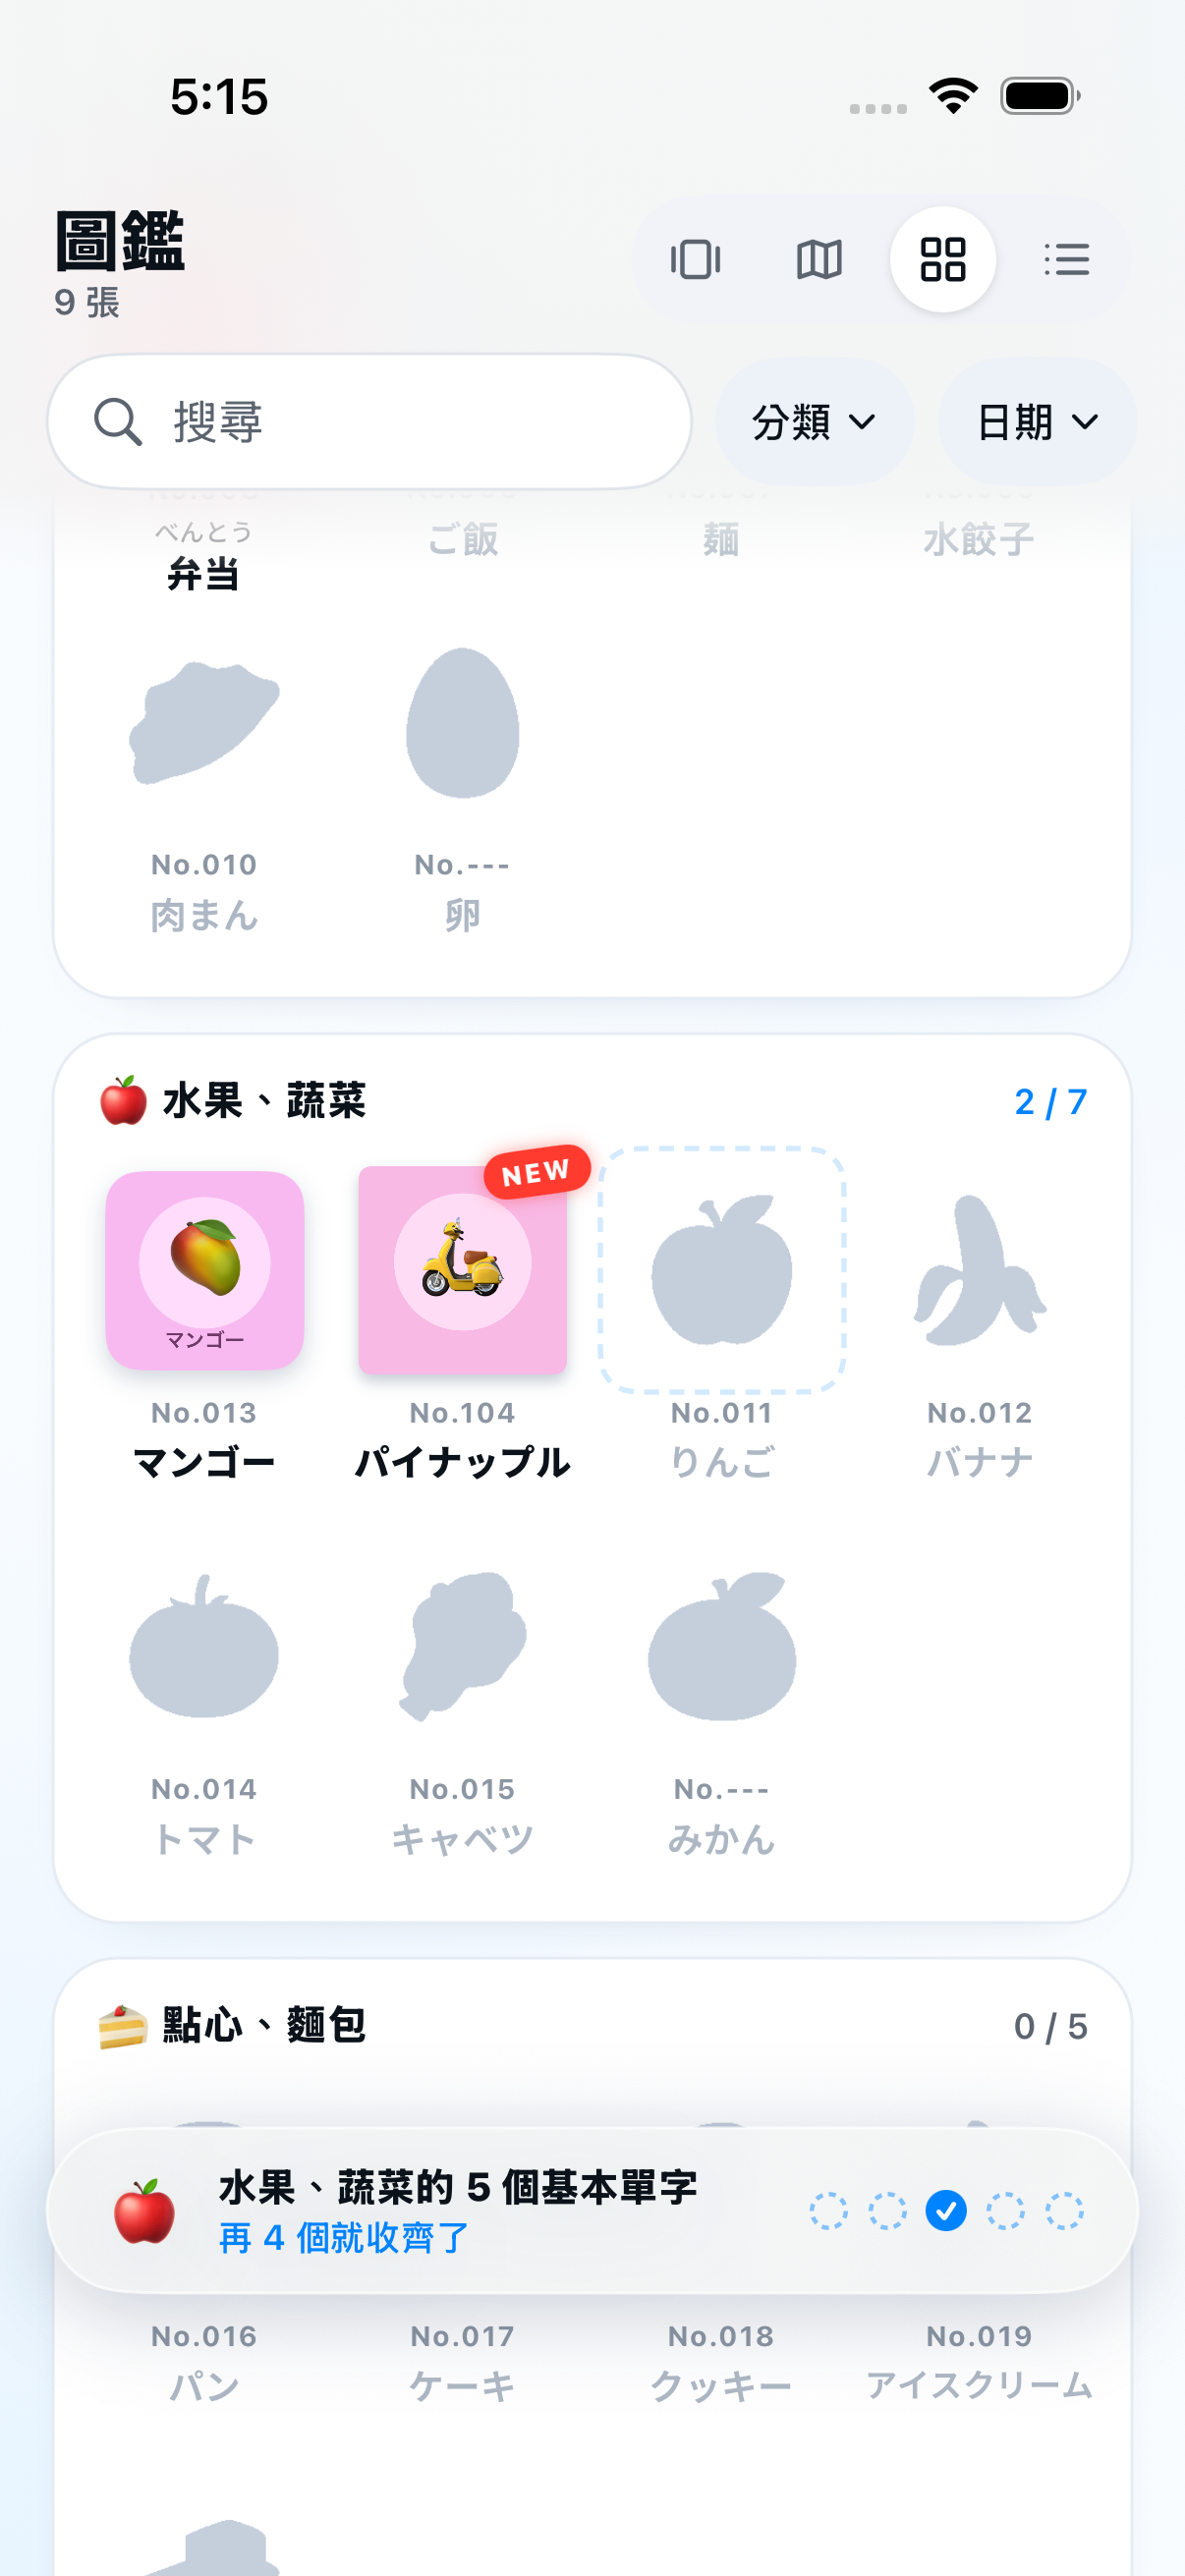 5:15
圖鑑
9 張
搜尋
分類
日期
べんとう
弁当
ご飯
麺
水餃子
No.010
No.---
肉まん
卵
水果、蔬菜
2 / 7
NEW
マンゴー
No.013
No.104
No.011
No.012
マンゴー
パイナップル
りんご
バナナ
No.014
No.015
No.---
トマト
キャベツ
みかん
點心、麵包
0 / 5
水果、蔬菜的 5 個基本單字
再 4 個就收齊了
No.016
No.017
No.018
No.019
パン
ケーキ
クッキー
アイスクリーム